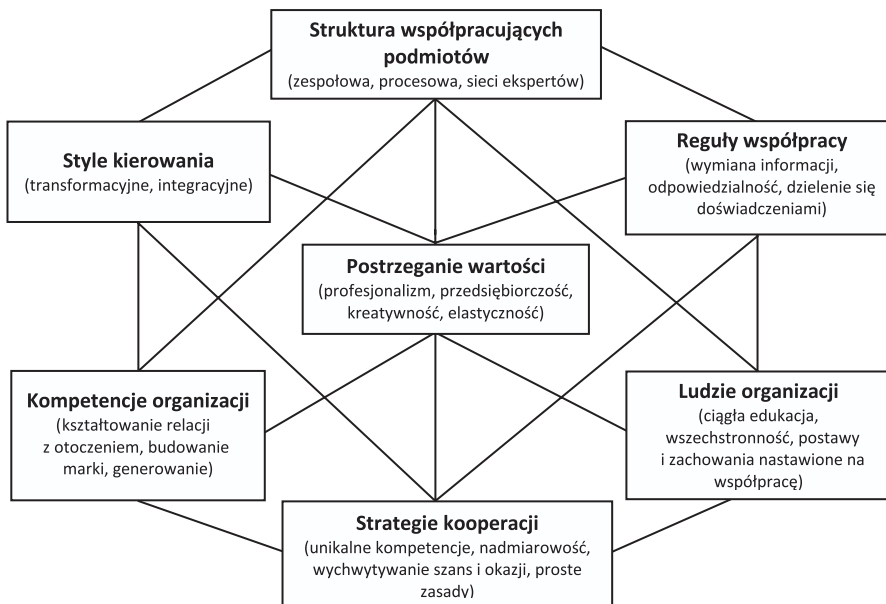 Struktura współpracujących
podmiotów
(zespołowa, procesowa, sieci ekspertów)
Style kierowania
(transformacyjne, integracyjne)
Reguły współpracy
(wymiana informacji,
odpowiedzialność, dzielenie się
doświadczeniami)
Postrzeganie wartości
(profesjonalizm, przedsiębiorczość,
kreatywność, elastyczność)
Kompetencje organizacji
(kształtowanie relacji
z otoczeniem, budowanie
marki, generowanie)
Ludzie organizacji
(ciągła edukacja,
wszechstronność, postawy
i zachowania nastawione na
współpracę)
Strategie kooperacji
(unikalne kompetencje, nadmiarowość,
wychwytywanie szans i okazji, proste
zasady)